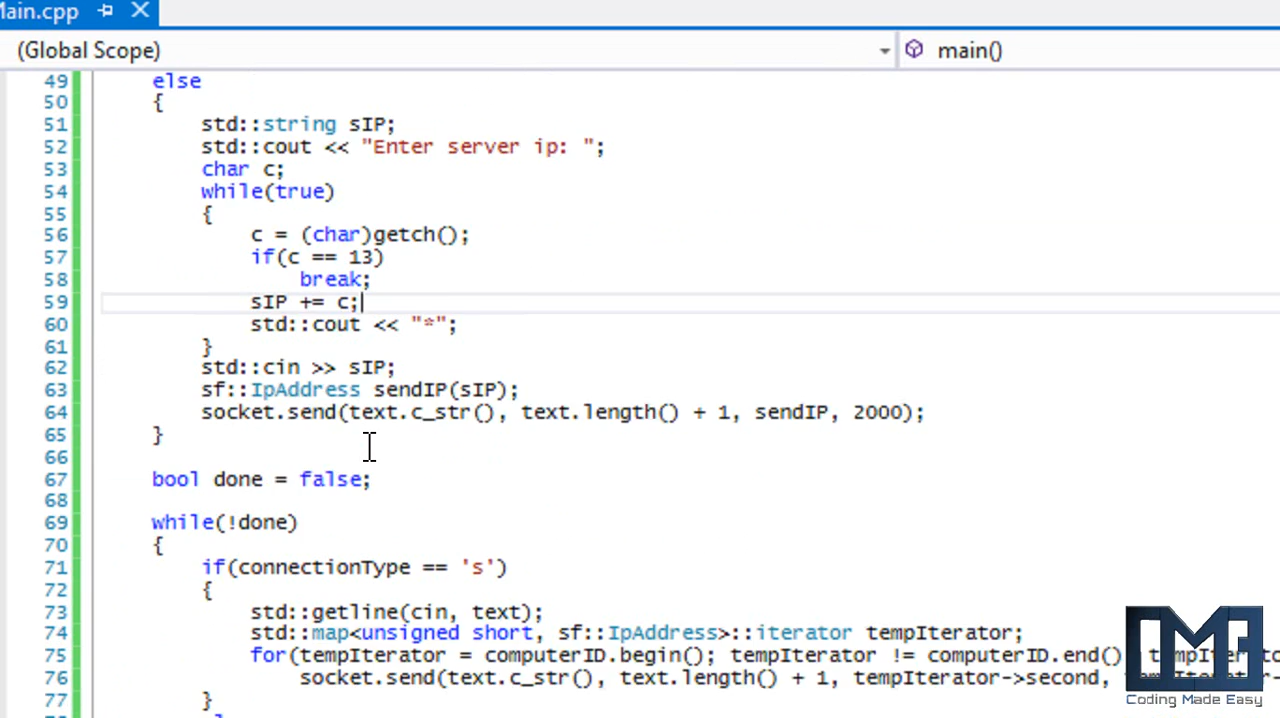 Main.cpp
(Global Scope) main()
49 else
50 {
51 std::string sIP;
52 std::cout << "Enter server ip: ";
53 char c;
54 while(true)
55 {
56 c = (char)getch();
57 if(c == 13)
58 break;
59 sIP += c;
60 std::cout << "*";
61 }
62 std::cin >> sIP;
63 sf::IpAddress sendIP(sIP);
64 socket.send(text.c_str(), text.length() + 1, sendIP, 2000);
65 }
66
67 bool done = false;
68
69 while(!done)
70 {
71 if(connectionType == 's')
72 {
73 std::getline(cin, text);
74 std::map<unsigned short, sf::IpAddress>::iterator tempIterator;
75 for(tempIterator = computerID.begin(); tempIterator != computerID.end()
76 socket.send(text.c_str(), text.length() + 1, tempIterator->second,
77 }
CME
Coding Made Easy